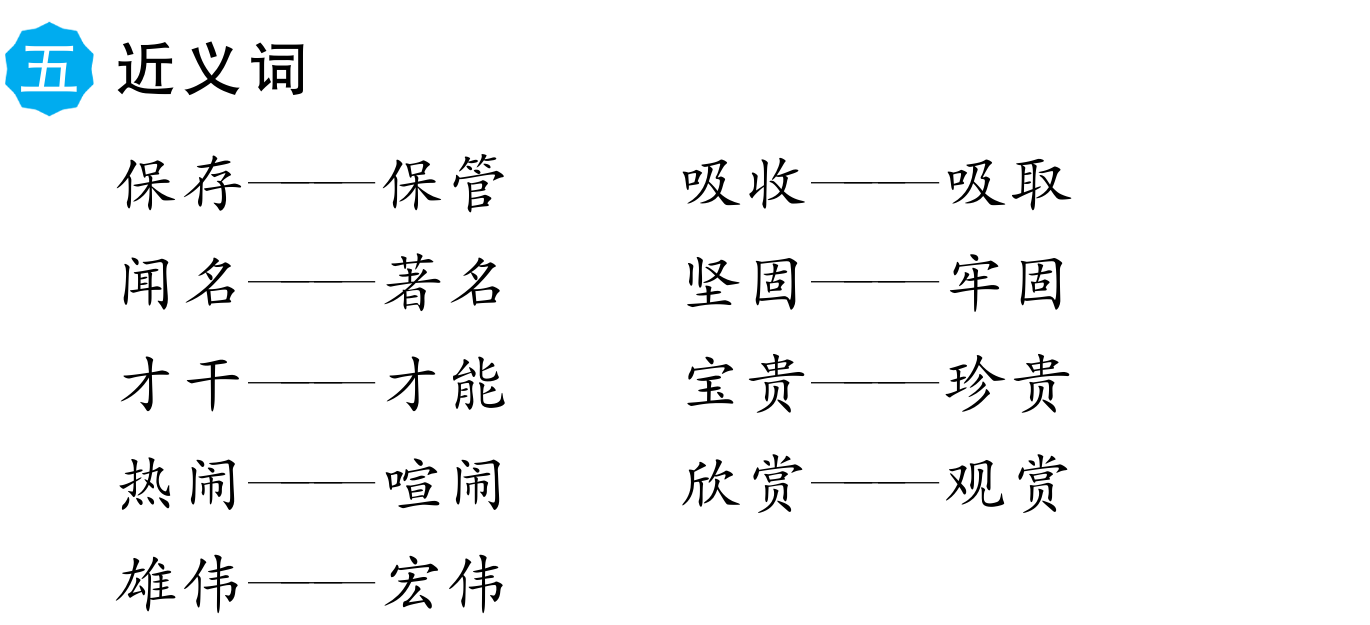 五 近义词
保存——保管 吸收——吸取
闻名——著名 坚固——牢固
才干——才能 宝贵——珍贵
热闹——喧闹 欣赏——观赏
雄伟——宏伟